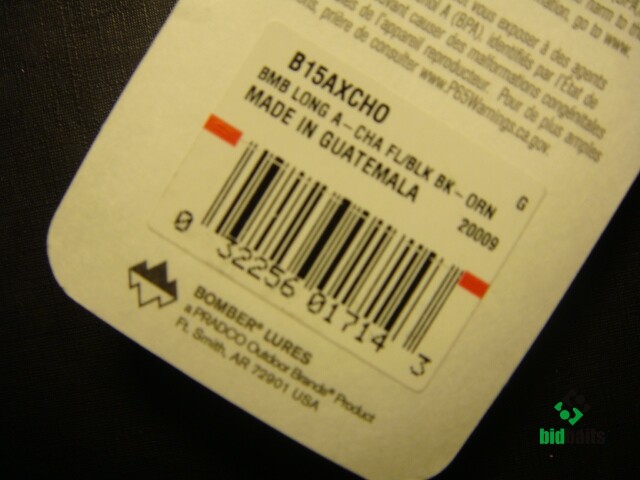 vous exposer à des agents
l A (BPA), identifiés par l'État de
causer des malformations congénitales
de l'appareil reproducteur. Pour de plus amples
prière de consulter www.P65Warnings.ca.gov.
B15AXCHO
BMB LONG A-CHA FL/BLK BK-ORN
MADE IN GUATEMALA
G
20009
0 32256 01714 3
BOMBER® LURES
a PRADCO Outdoor Brands® Product
Ft. Smith, AR 72901 USA
bidbaits